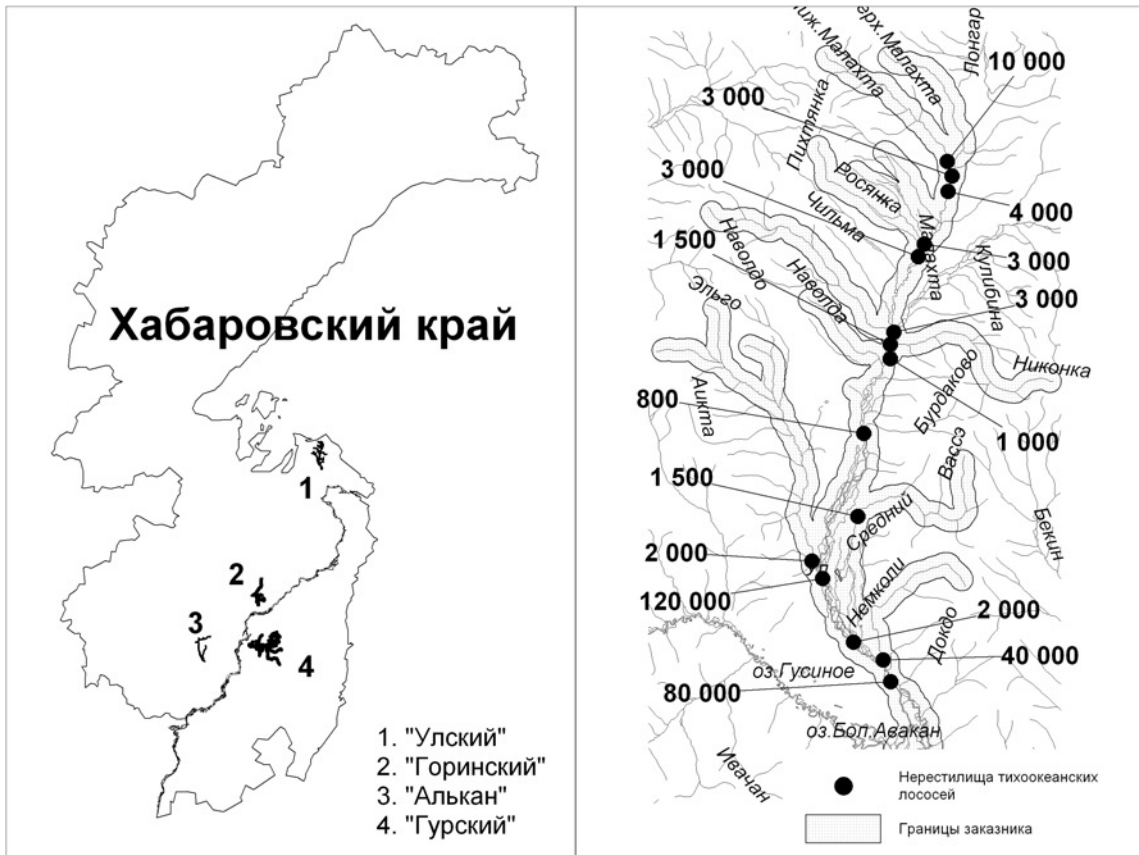 Хабаровский край
1
2
3
4
1. "Улский"
2. "Горинский"
3. "Алькан"
4. "Гурский"
Верх.Малахта
Лонгар
10 000
3 000
Пихтянка
3 000
Росянка
4 000
Чильма
1 500
Малахта
3 000
Наволдо
Кулибина
Наволда
3 000
Эльго
Никонка
Аикта
Бурдаково
800
1 000
Вассэ
1 500
Средный
Бекин
2 000
Ул
120 000
Немколи
2 000
Докдо
40 000
оз.Гусиное
80 000
оз.Бол.Авакан
Ивачан
Нерестилища тихоокеанских
лососей
Границы заказника